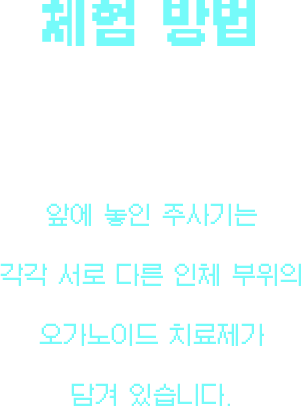 체험 방법
앞에 놓인 주사기는
각각 서로 다른 인체 부위의
오가노이드 치료제가
담겨 있습니다.